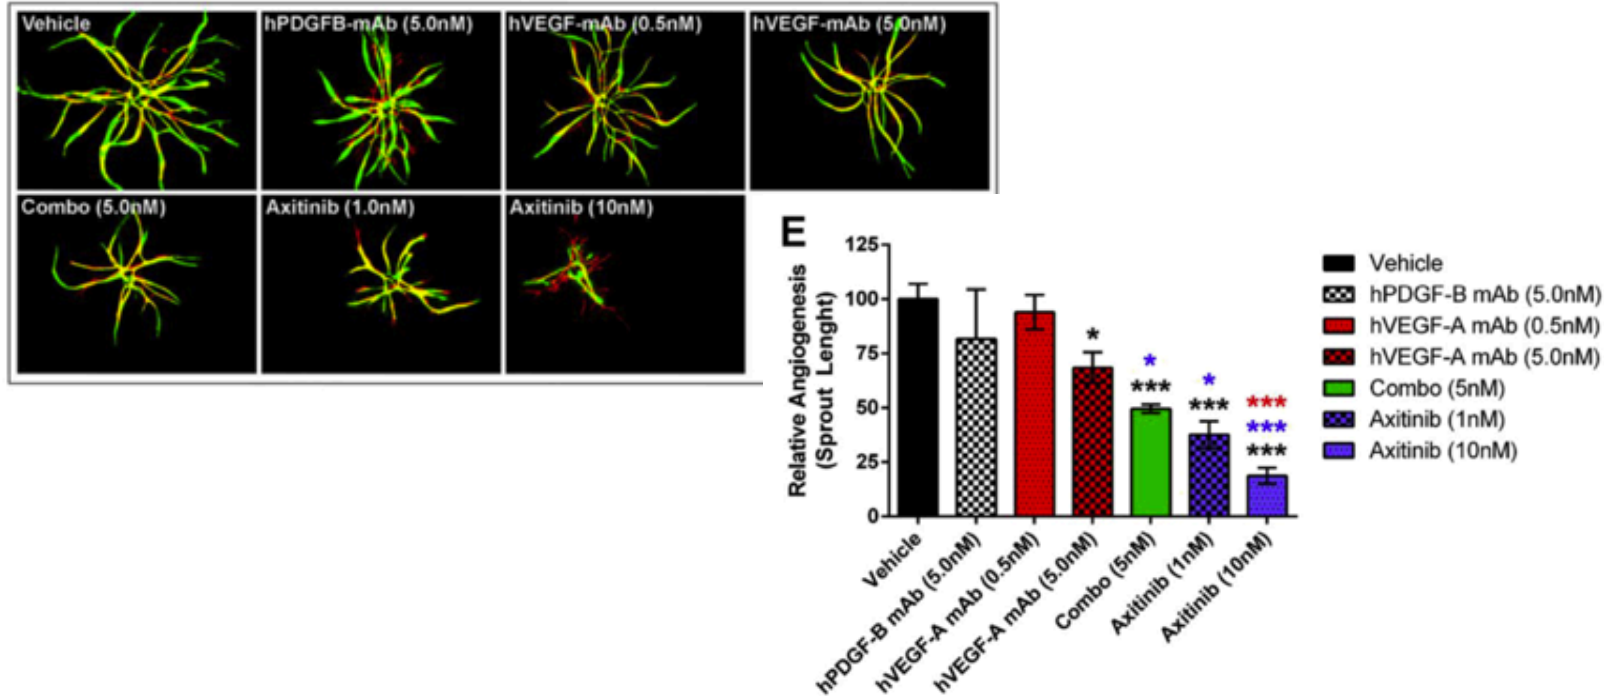 Vehicle
hPDGFB-mAb (5.0nM)
hVEGF-mAb (0.5nM)
hVEGF-mAb (5.0nM)
Combo (5.0nM)
Axitinib (1.0nM)
Axitinib (10nM)
E
Relative Angiogenesis
(Sprout Lenght)
125
100
75
50
25
0
*
*
***
*
***
***
***
***
Vehicle
hPDGF-B mAb (5.0nM)
hVEGF-A mAb (0.5nM)
hVEGF-A mAb (5.0nM)
Combo (5nM)
Axitinib (1nM)
Axitinib (10nM)
Vehicle
hPDGF-B mAb (5.0nM)
hVEGF-A mAb (0.5nM)
hVEGF-A mAb (5.0nM)
Combo (5nM)
Axitinib (1nM)
Axitinib (10nM)